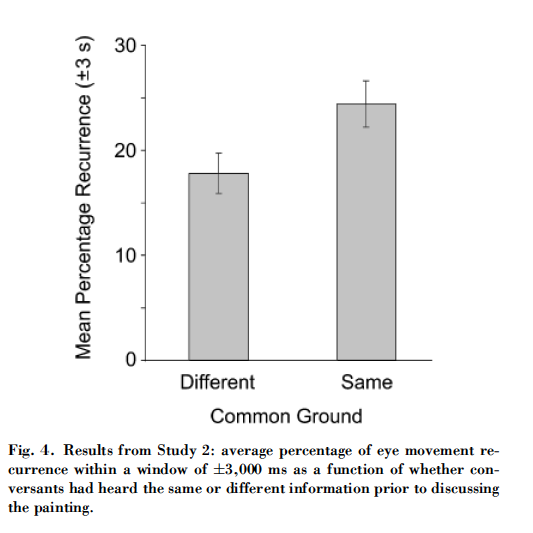 Mean Percentage Recurrence (±3 s)
30
20
10
0
Different Same
Common Ground
Fig. 4. Results from Study 2: average percentage of eye movement re-
currence within a window of ±3,000 ms as a function of whether con-
versants had heard the same or different information prior to discussing
the painting.